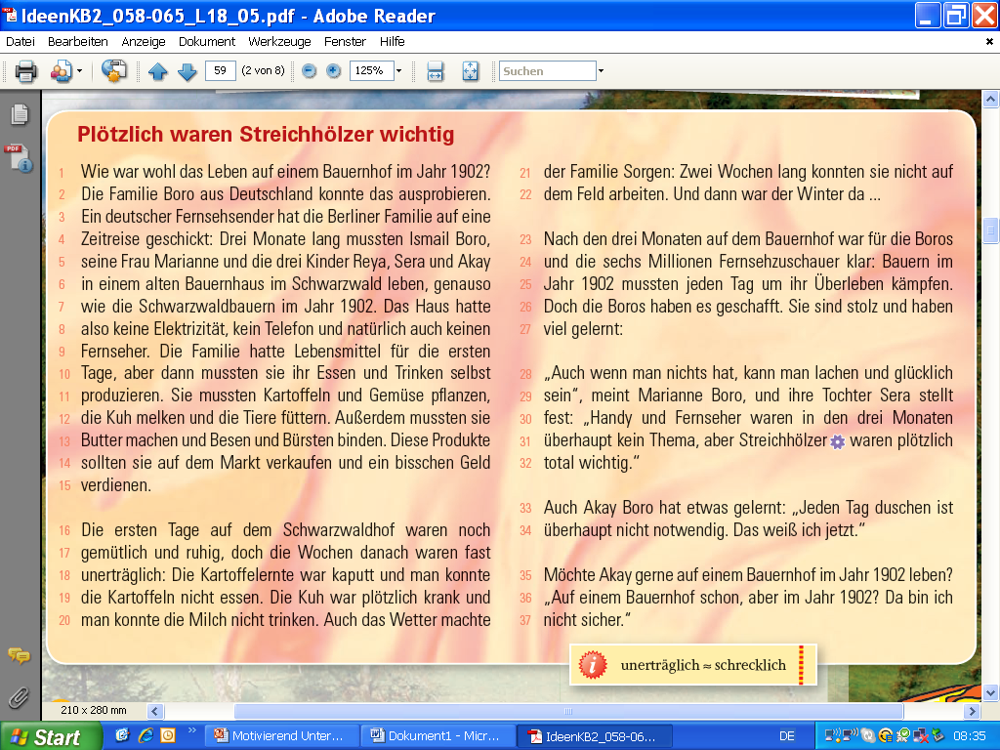 IdeenKB2_058-065_L18_05.pdf - Adobe Reader
Datei Bearbeiten Anzeige Dokument Werkzeuge Fenster Hilfe
59 (2 von 8) 125% Suchen
Plötzlich waren Streichhölzer wichtig
1 Wie war wohl das Leben auf einem Bauernhof im Jahr 1902?
2 Die Familie Boro aus Deutschland konnte das ausprobieren.
3 Ein deutscher Fernsehsender hat die Berliner Familie auf eine
4 Zeitreise geschickt: Drei Monate lang mussten Ismail Boro,
5 seine Frau Marianne und die drei Kinder Reya, Sera und Akay
6 in einem alten Bauernhaus im Schwarzwald leben, genauso
7 wie die Schwarzwaldbauern im Jahr 1902. Das Haus hatte
8 also keine Elektrizität, kein Telefon und natürlich auch keinen
9 Fernseher. Die Familie hatte Lebensmittel für die ersten
10 Tage, aber dann mussten sie ihr Essen und Trinken selbst
11 produzieren. Sie mussten Kartoffeln und Gemüse pflanzen,
12 die Kuh melken und die Tiere füttern. Außerdem mussten sie
13 Butter machen und Besen und Bürsten binden. Diese Produkte
14 sollten sie auf dem Markt verkaufen und ein bisschen Geld
15 verdienen.
16 Die ersten Tage auf dem Schwarzwaldhof waren noch
17 gemütlich und ruhig, doch die Wochen danach waren fast
18 unerträglich: Die Kartoffelernte war kaputt und man konnte
19 die Kartoffeln nicht essen. Die Kuh war plötzlich krank und
20 man konnte die Milch nicht trinken. Auch das Wetter machte
21 der Familie Sorgen: Zwei Wochen lang konnten sie nicht auf
22 dem Feld arbeiten. Und dann war der Winter da ...
23 Nach den drei Monaten auf dem Bauernhof war für die Boros
24 und die sechs Millionen Fernsehzuschauer klar: Bauern im
25 Jahr 1902 mussten jeden Tag um ihr Überleben kämpfen.
26 Doch die Boros haben es geschafft. Sie sind stolz und haben
27 viel gelernt:
28 „Auch wenn man nichts hat, kann man lachen und glücklich
29 sein“, meint Marianne Boro, und ihre Tochter Sera stellt
30 fest: „Handy und Fernseher waren in den drei Monaten
31 überhaupt kein Thema, aber Streichhölzer waren plötzlich
32 total wichtig.“
33 Auch Akay Boro hat etwas gelernt: „Jeden Tag duschen ist
34 überhaupt nicht notwendig. Das weiß ich jetzt.“
35 Möchte Akay gerne auf einem Bauernhof im Jahr 1902 leben?
36 „Auf einem Bauernhof schon, aber im Jahr 1902? Da bin ich
37 nicht sicher.“
i unerträglich ≈ schrecklich
210 x 280 mm
Start Motivierend Unter... Dokument1 - Micr... IdeenKB2_058-06... DE 08:35